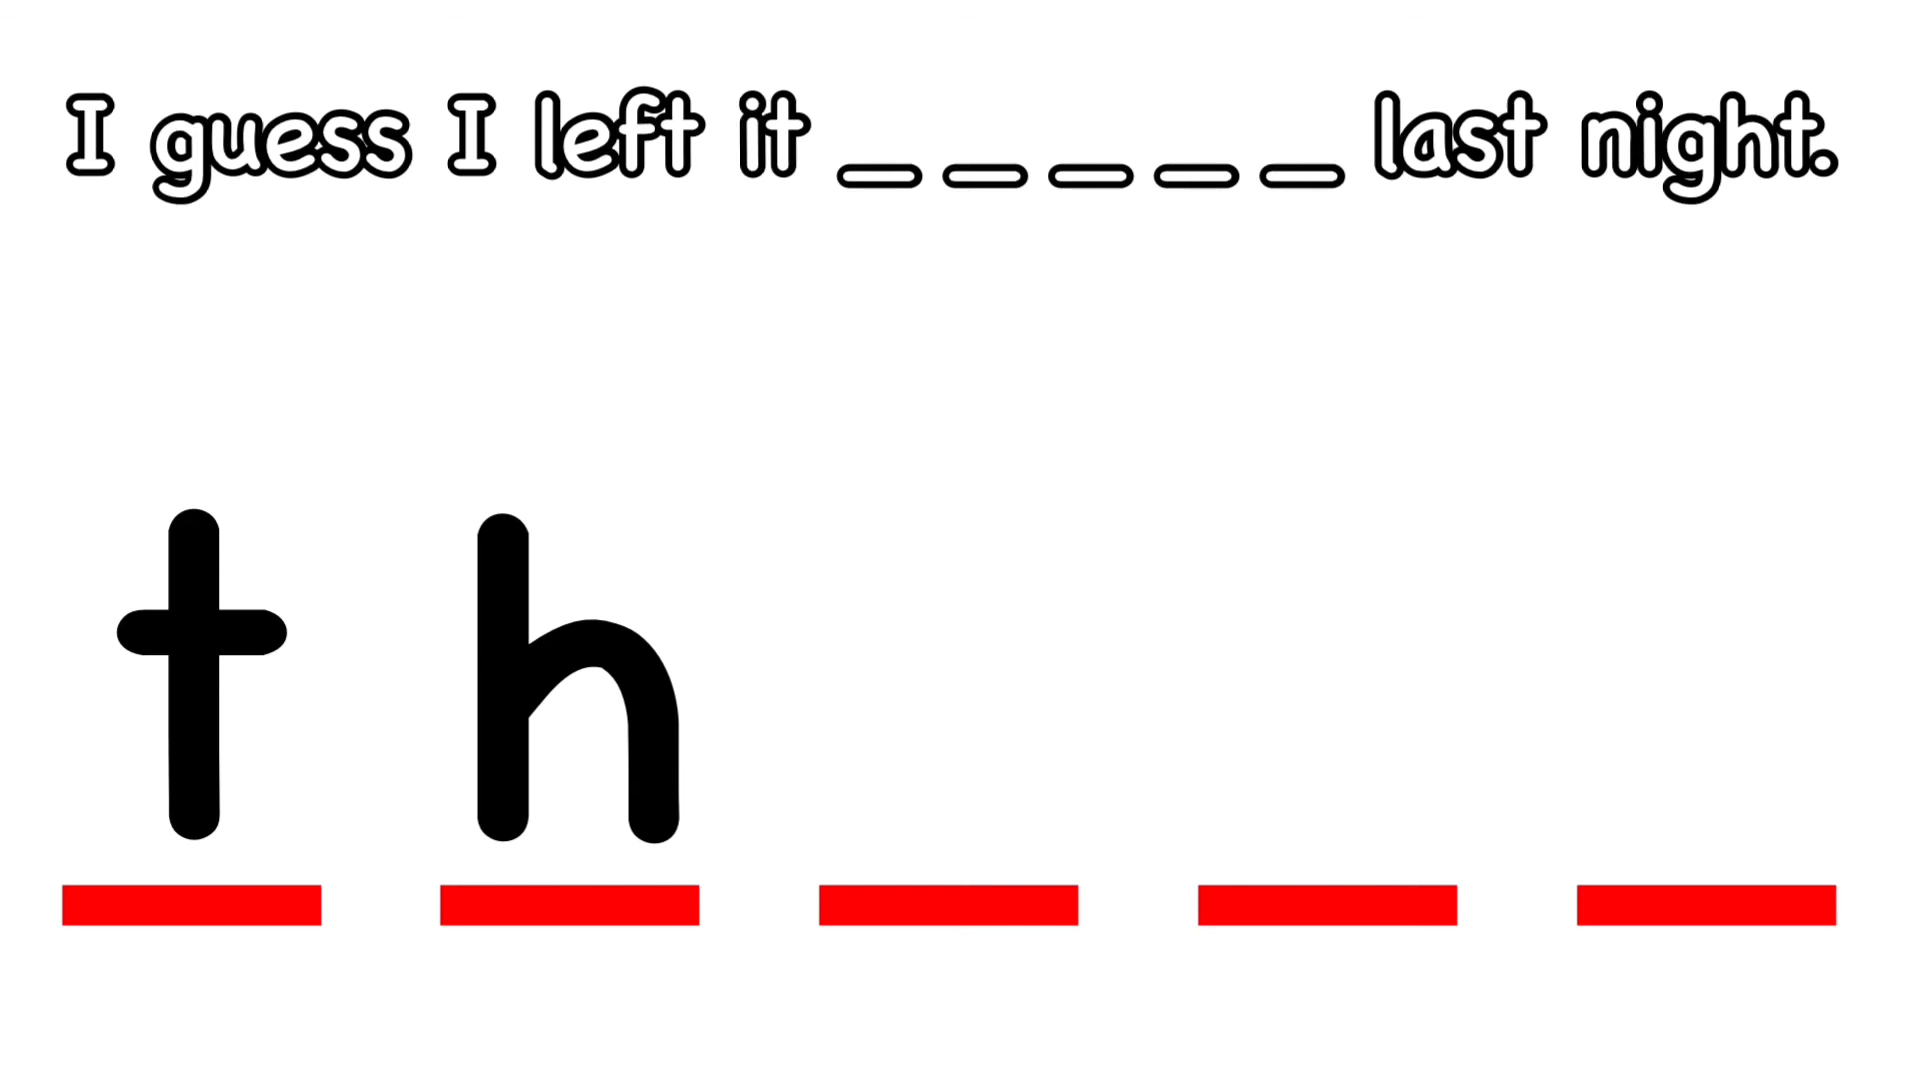 I guess I left it _ _ _ _ _ last night.
t h _ _ _